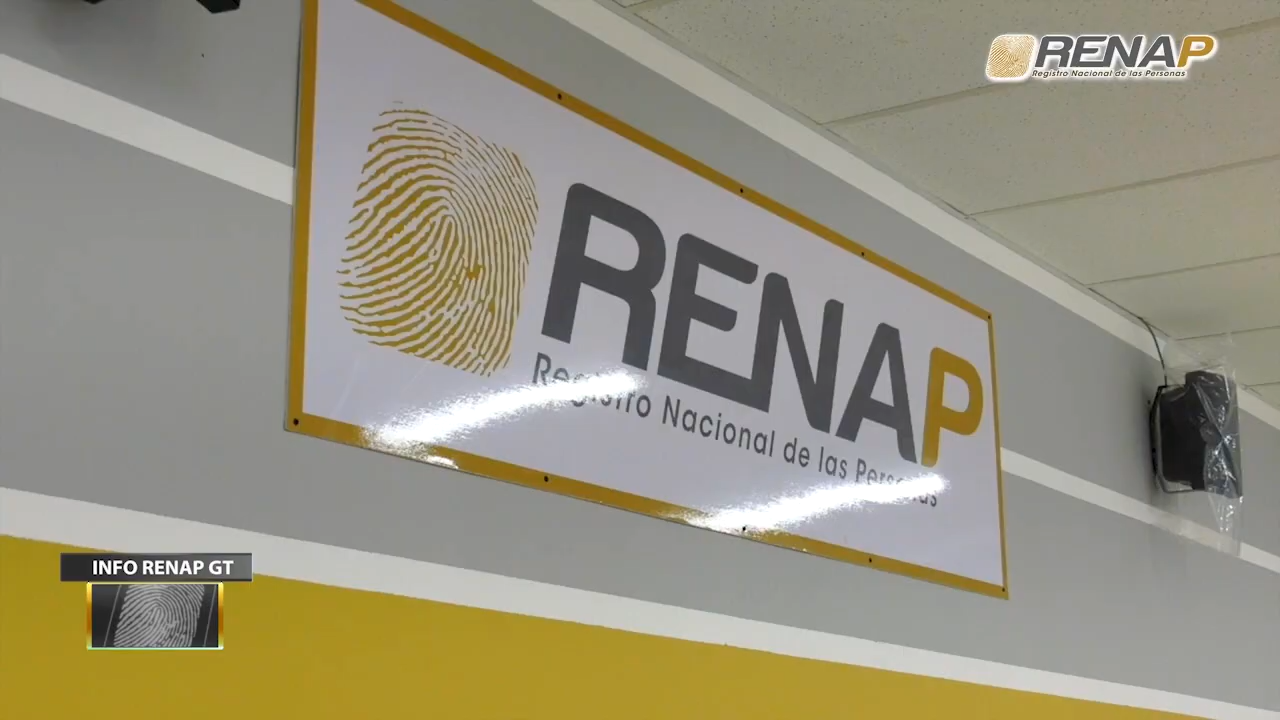 RENAP
Registro Nacional de las Personas
RENAP
Registro Nacional de las Personas
INFO RENAP GT